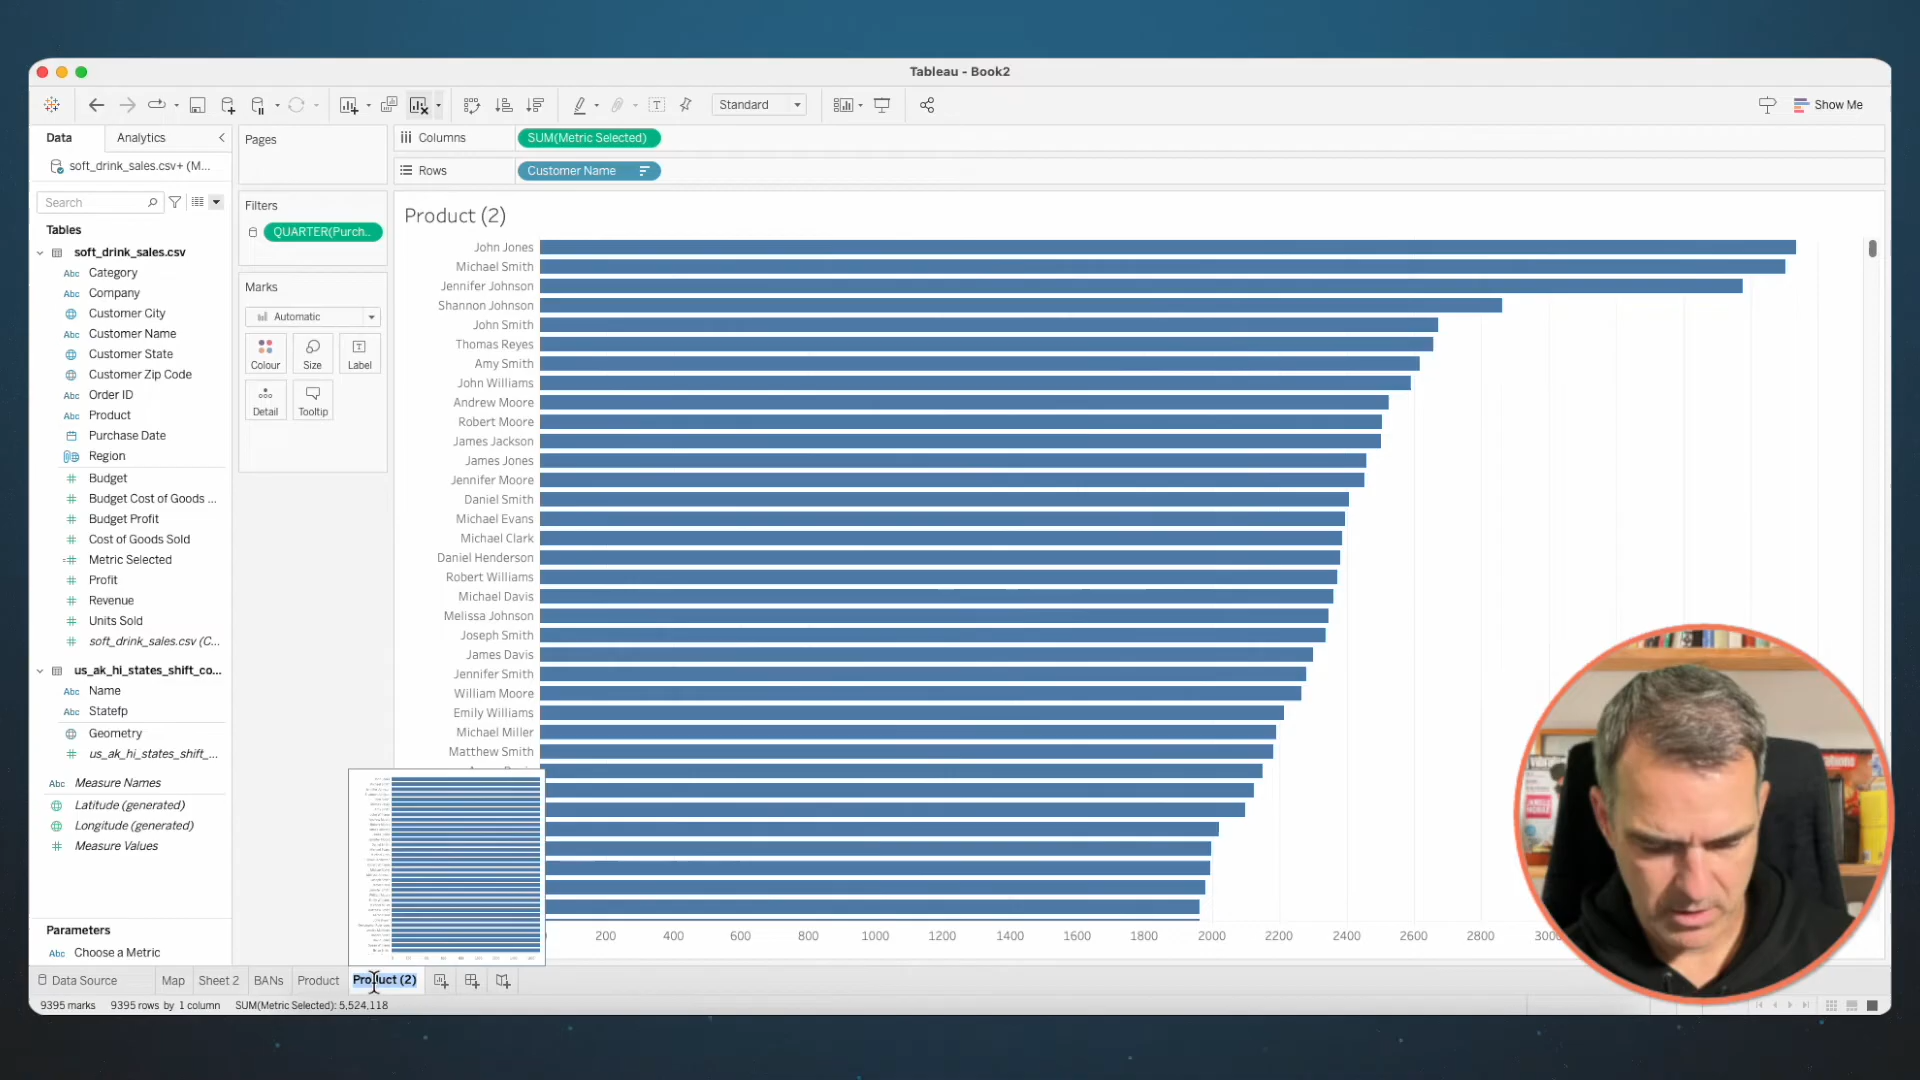 Tableau - Book2
Standard
Show Me
Data
Analytics
Pages
Columns
SUM(Metric Selected)
soft_drink_sales.csv+ (M...
Rows
Customer Name
Search
Filters
Product (2)
Tables
QUARTER(Purch..
soft_drink_sales.csv
Abc Category
Abc Company
Customer City
Abc Customer Name
Customer State
Customer Zip Code
Abc Order ID
Abc Product
Purchase Date
Region
Budget
Budget Cost of Goods ...
Budget Profit
Cost of Goods Sold
Metric Selected
Profit
Revenue
Units Sold
soft_drink_sales.csv (C...
us_ak_hi_states_shift_co...
Abc Name
Abc Statefp
Geometry
us_ak_hi_states_shift_...
Abc Measure Names
Latitude (generated)
Longitude (generated)
Measure Values
Parameters
Abc Choose a Metric
Marks
Automatic
Colour
Size
Label
Detail
Tooltip
John Jones
Michael Smith
Jennifer Johnson
Shannon Johnson
John Smith
Thomas Reyes
Amy Smith
John Williams
Andrew Moore
Robert Moore
James Jackson
James Jones
Jennifer Moore
Daniel Smith
Michael Evans
Michael Clark
Daniel Henderson
Robert Williams
Michael Davis
Melissa Johnson
Joseph Smith
James Davis
Jennifer Smith
William Moore
Emily Williams
Michael Miller
Matthew Smith
200 400 600 800 1000 1200 1400 1600 1800 2000 2200 2400 2600 2800
Data Source
Map
Sheet 2
BANs
Product
Product (2)
9395 marks
9395 rows by 1 column
SUM(Metric Selected): 5,524,118